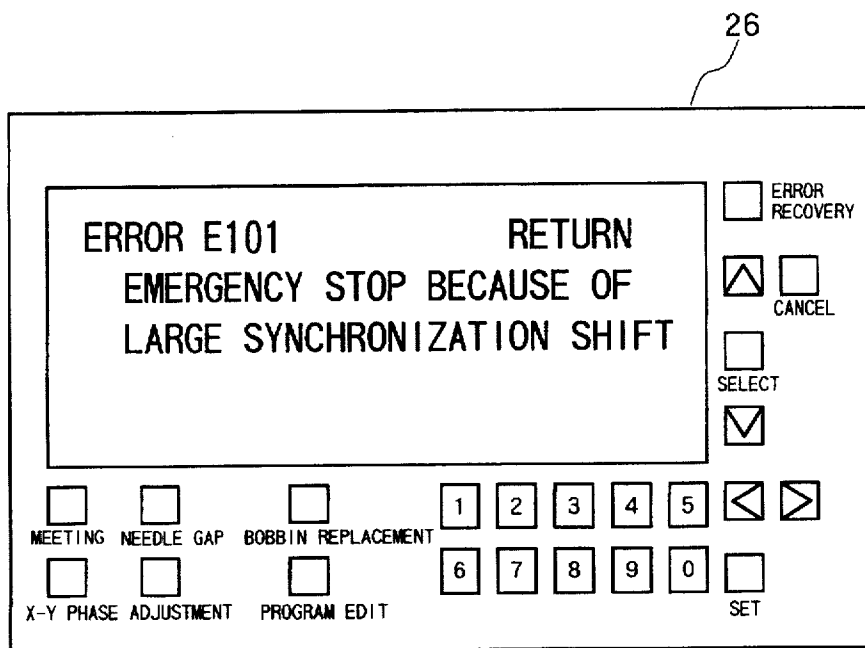 26
ERROR E101 RETURN
EMERGENCY STOP BECAUSE OF
LARGE SYNCHRONIZATION SHIFT
ERROR
RECOVERY
CANCEL
SELECT
MEETING NEEDLE GAP BOBBIN REPLACEMENT
1 2 3 4 5
X-Y PHASE ADJUSTMENT PROGRAM EDIT
6 7 8 9 0
SET